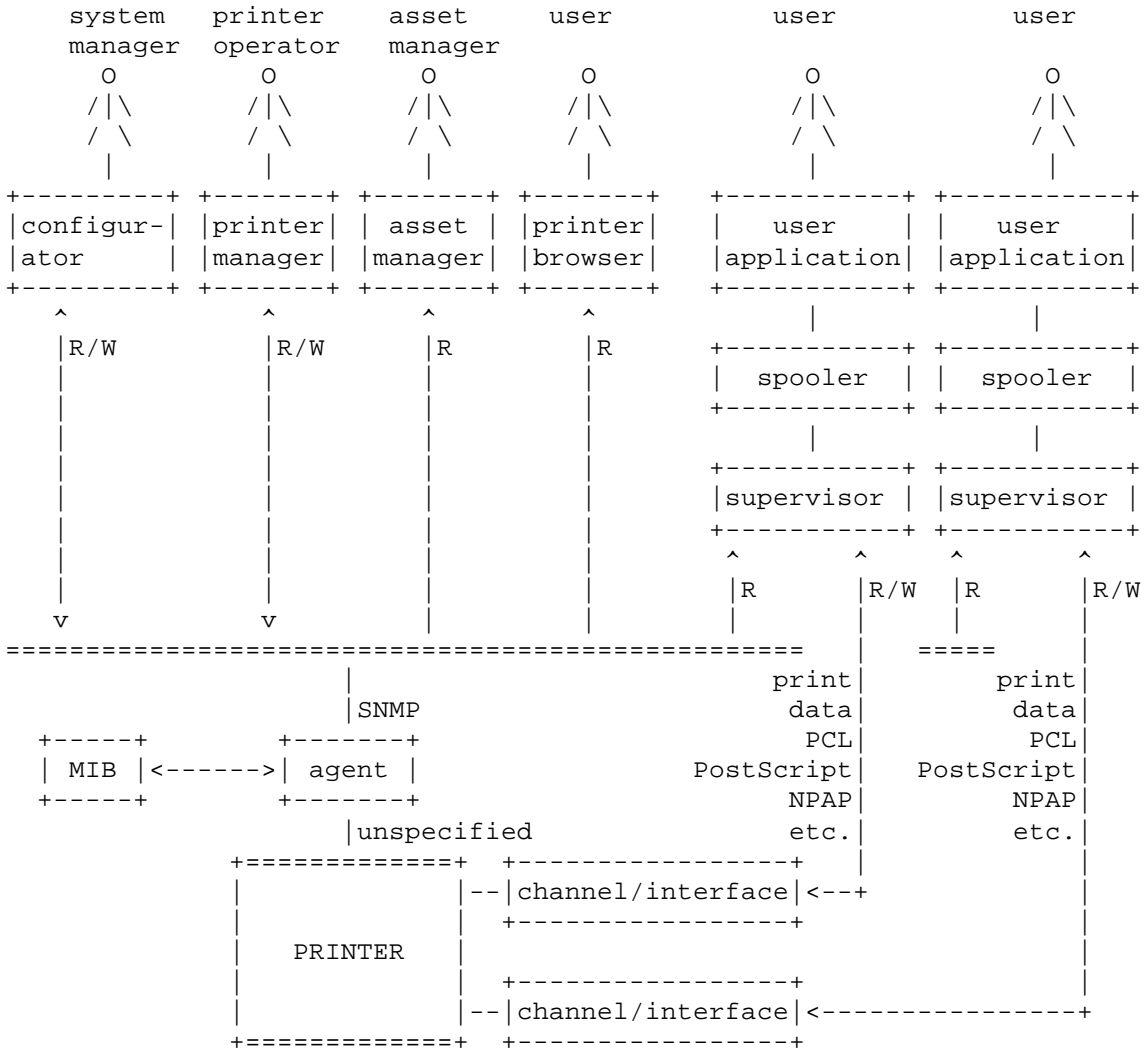 system printer asset user user user
manager operator manager
configur- printer asset printer user user
ator manager manager browser application application
R/W R/W R R
spooler spooler
supervisor supervisor
R R/W R R/W
print print
SNMP data data
PCL PCL
MIB agent PostScript PostScript
NPAP NPAP
unspecified etc. etc.
channel/interface
PRINTER
channel/interface